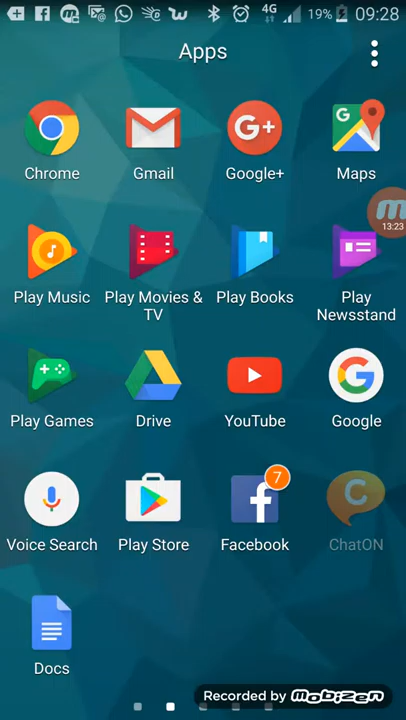 4G 19% 09:28
Apps
Chrome Gmail Google+ Maps
13:23
Play Music Play Movies & TV Play Books Play Newsstand
Play Games Drive YouTube Google
7
Voice Search Play Store Facebook ChatON
Docs
Recorded by mobizen